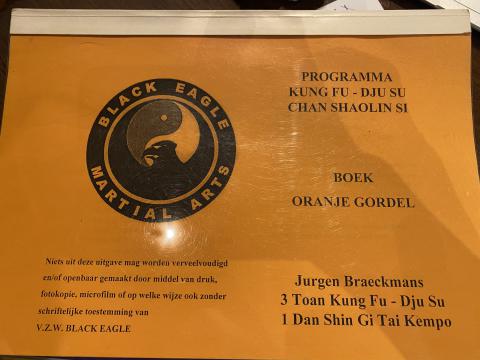 BLACK EAGLE
MARTIAL ARTS
PROGRAMMA
KUNG FU - DJU SU
CHAN SHAOLIN SI
BOEK
ORANJE GORDEL
Niets uit deze uitgave mag worden verveelvoudigd
en/of openbaar gemaakt door middel van druk,
fotokopie, microfilm of op welke wijze ook zonder
schriftelijke toestemming van
V.Z.W. BLACK EAGLE
Jurgen Braeckmans
3 Toan Kung Fu - Dju Su
1 Dan Shin Gi Tai Kempo